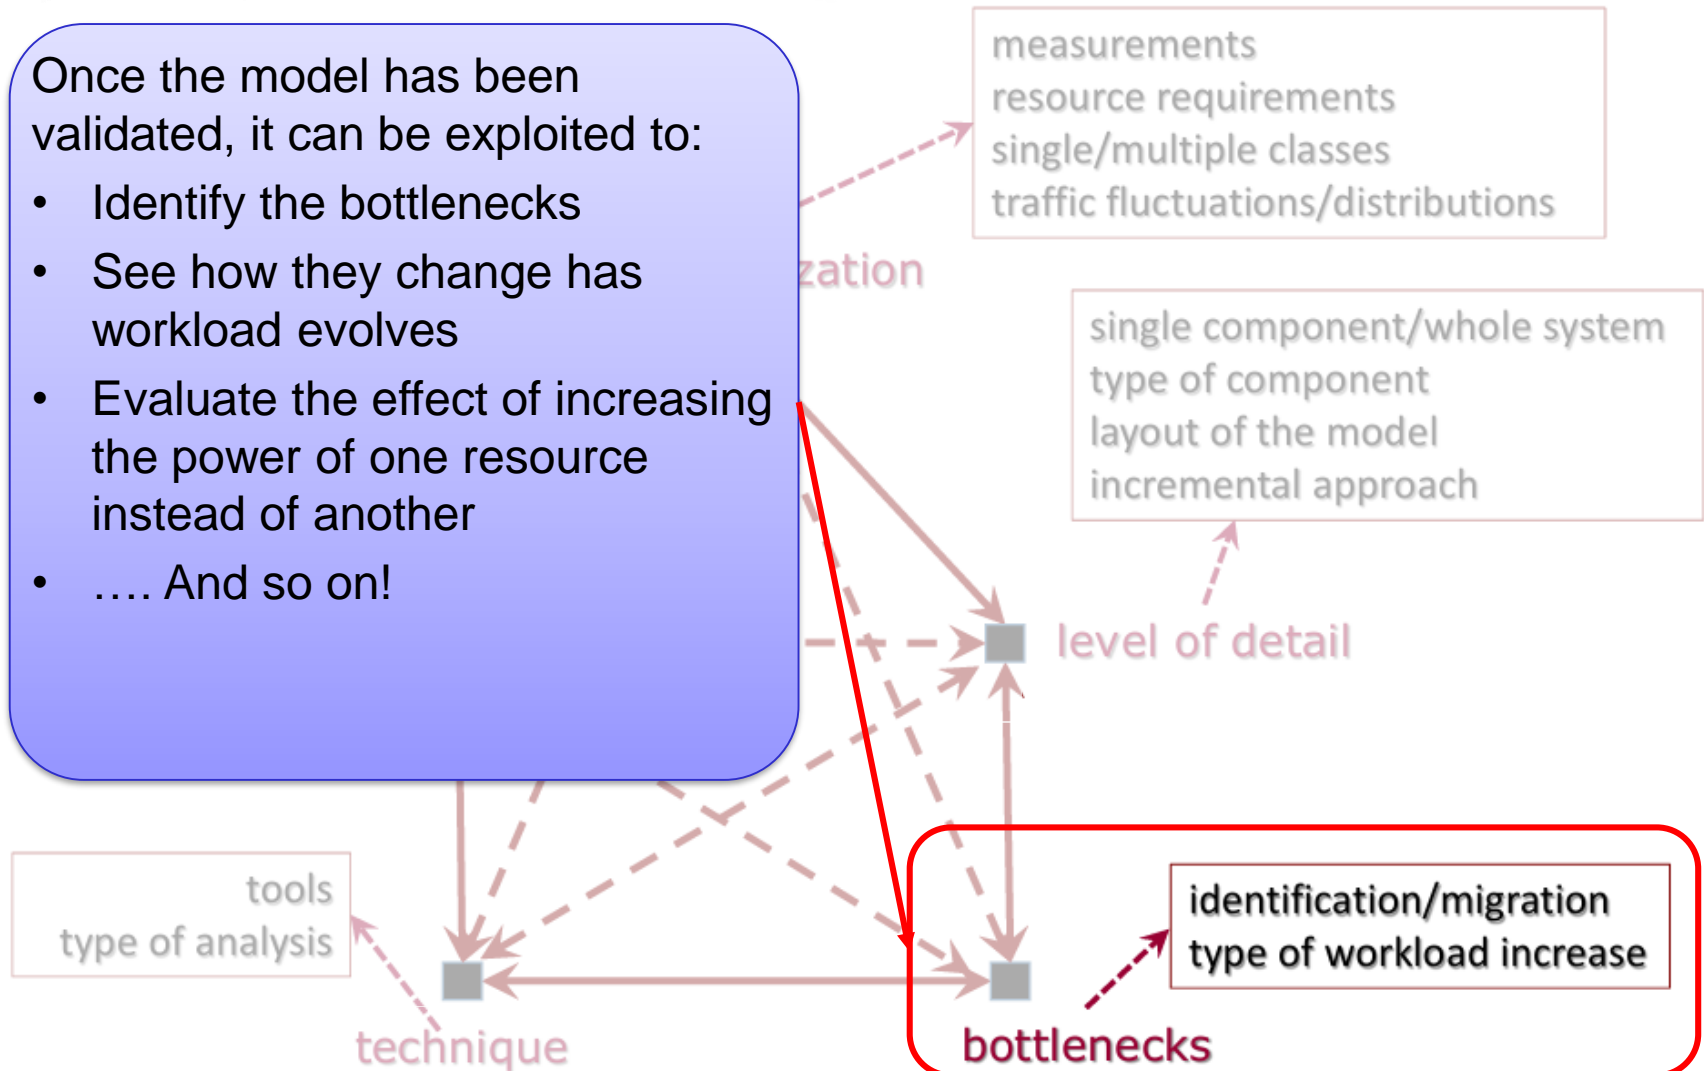 Once the model has been
validated, it can be exploited to:
• Identify the bottlenecks
• See how they change has
workload evolves
• Evaluate the effect of increasing
the power of one resource
instead of another
• …. And so on!
measurements
resource requirements
single/multiple classes
traffic fluctuations/distributions
zation
single component/whole system
type of component
layout of the model
incremental approach
level of detail
tools
type of analysis
technique
identification/migration
type of workload increase
bottlenecks